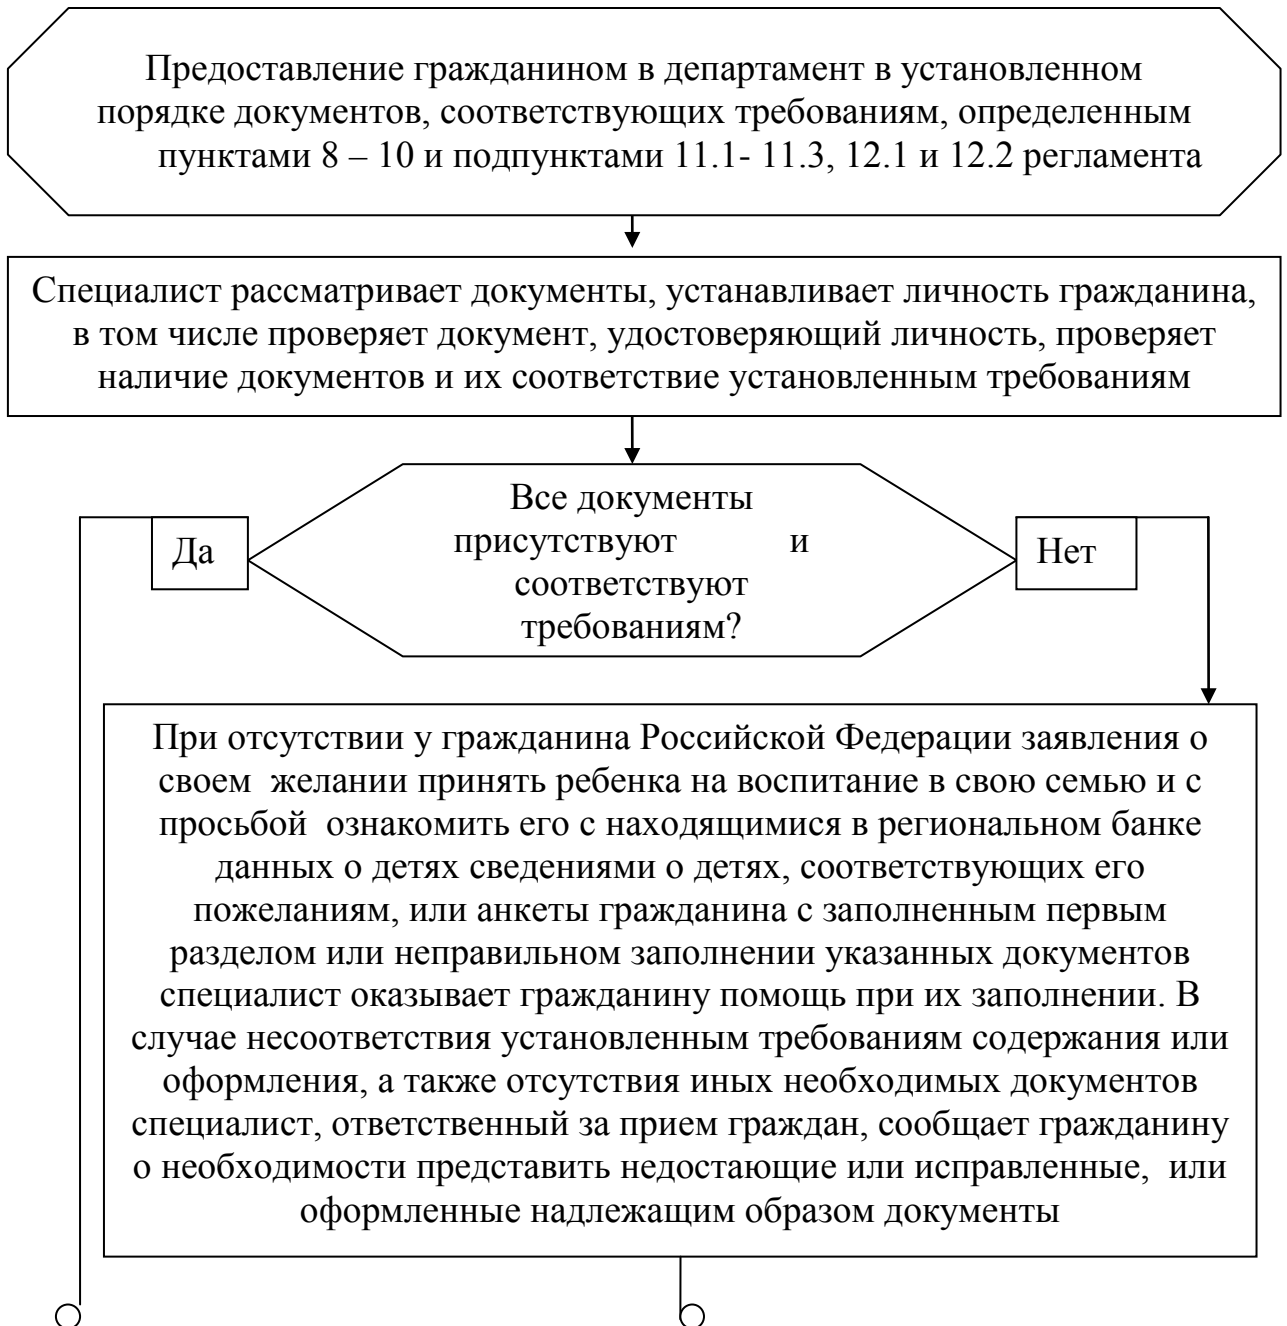 Предоставление гражданином в департамент в установленном
порядке документов, соответствующих требованиям, определенным
пунктами 8 – 10 и подпунктами 11.1- 11.3, 12.1 и 12.2 регламента
Специалист рассматривает документы, устанавливает личность гражданина,
в том числе проверяет документ, удостоверяющий личность, проверяет
наличие документов и их соответствие установленным требованиям
Все документы
присутствуют и
соответствуют
требованиям?
Да
Нет
При отсутствии у гражданина Российской Федерации заявления о
своем желании принять ребенка на воспитание в свою семью и с
просьбой ознакомить его с находящимися в региональном банке
данных о детях сведениями о детях, соответствующих его
пожеланиям, или анкеты гражданина с заполненным первым
разделом или неправильном заполнении указанных документов
специалист оказывает гражданину помощь при их заполнении. В
случае несоответствия установленным требованиям содержания или
оформления, а также отсутствия иных необходимых документов
специалист, ответственный за прием граждан, сообщает гражданину
о необходимости представить недостающие или исправленные, или
оформленные надлежащим образом документы